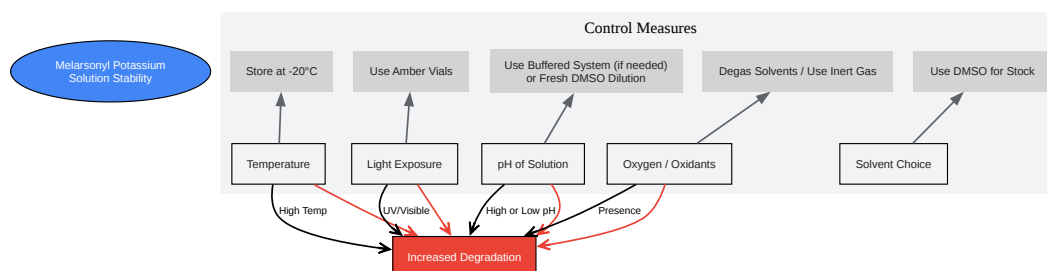 Control Measures
Melarsonyl Potassium
Solution Stability
Store at -20°C
Use Amber Vials
Use Buffered System (if needed)
or Fresh DMSO Dilution
Degas Solvents / Use Inert Gas
Use DMSO for Stock
Temperature
Light Exposure
pH of Solution
Oxygen / Oxidants
Solvent Choice
High Temp
UV/Visible
High or Low pH
Presence
Increased Degradation